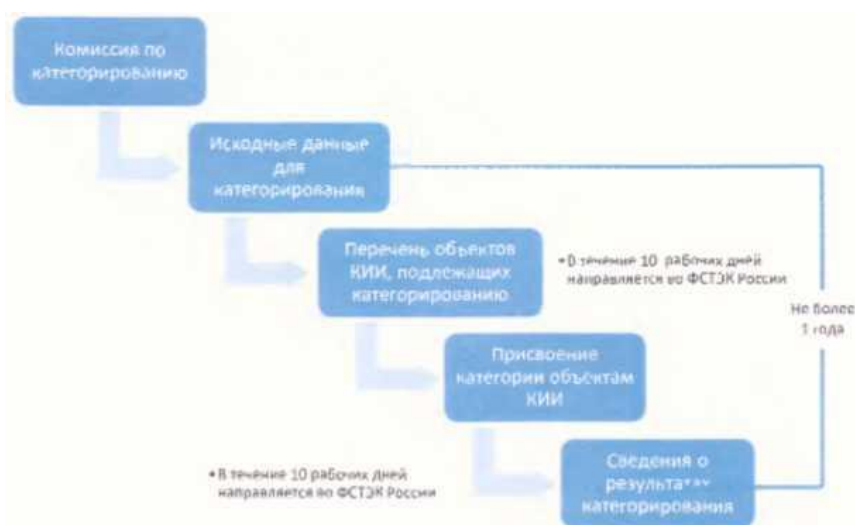 Комиссия по
категорированию
Исходные данные
для
категорирования
Перечень объектов
КИИ, подлежащих
категорированию
•В течение 10 рабочих дней
направляется во ФСТЭК России
Не более
1 года
Присвоение
категории объектам
КИИ
•В течение 10 рабочих дней
направляется во ФСТЭК России
Сведения о
результатах
категорирования